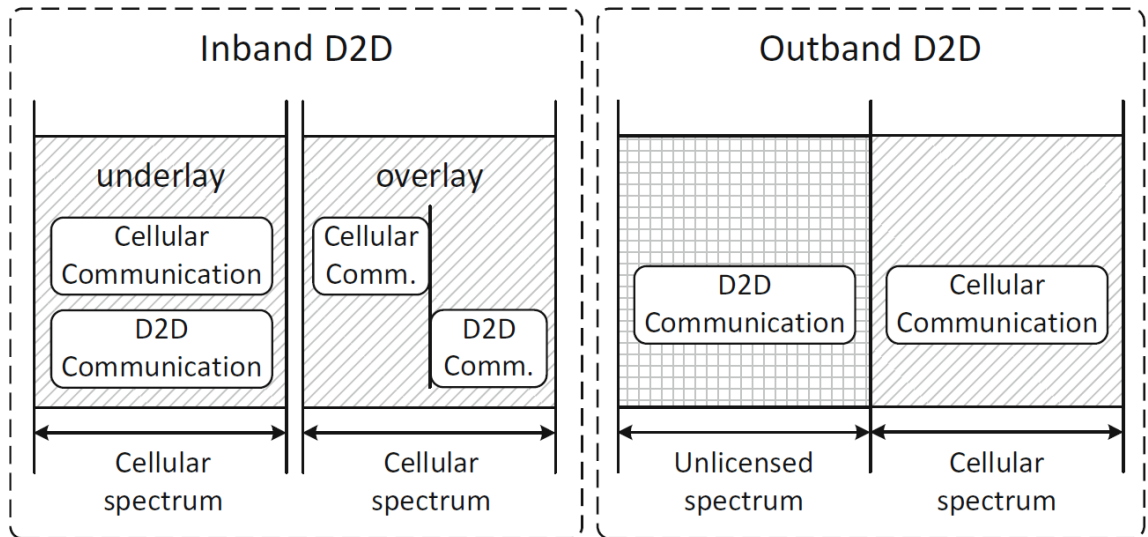 Inband D2D
underlay
Cellular
Communication
D2D
Communication
Cellular
spectrum
overlay
Cellular
Comm.
D2D
Comm.
Cellular
spectrum
Outband D2D
D2D
Communication
Unlicensed
spectrum
Cellular
Communication
Cellular
spectrum